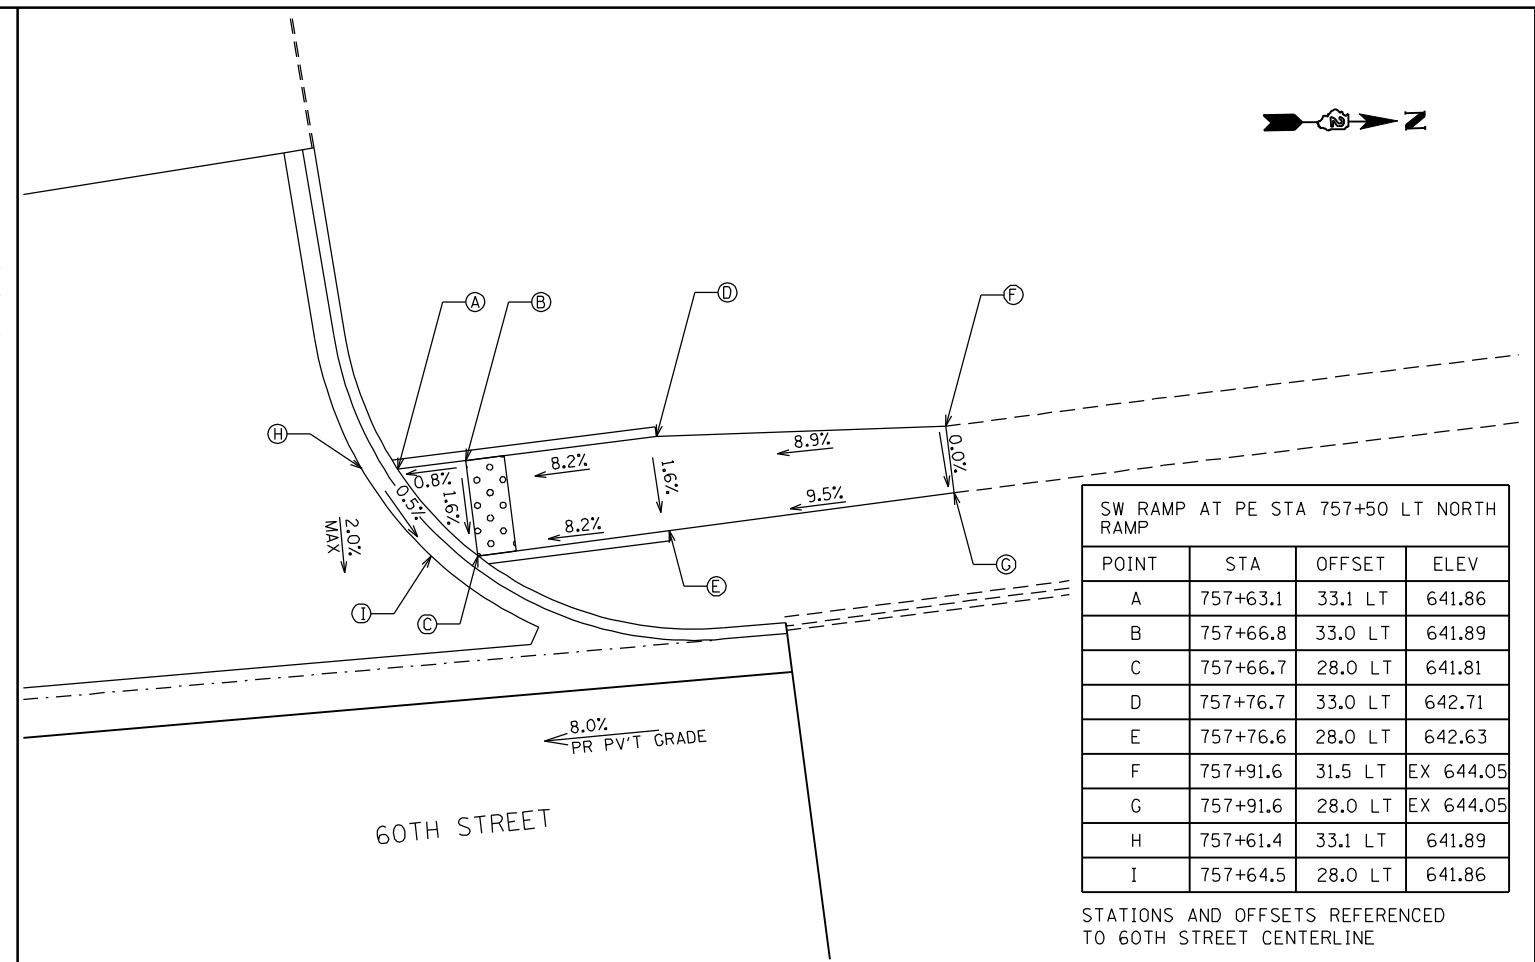 N
A
B
D
F
H
8.9%
0.0%
8.2%
1.6%
0.8%
1.6%
9.5%
0.5%
8.2%
2.0%
MAX
G
E
I
C
8.0%
PR PV'T GRADE
60TH STREET
SW RAMP AT PE STA 757+50 LT NORTH
RAMP
POINT STA OFFSET ELEV
A 757+63.1 33.1 LT 641.86
B 757+66.8 33.0 LT 641.89
C 757+66.7 28.0 LT 641.81
D 757+76.7 33.0 LT 642.71
E 757+76.6 28.0 LT 642.63
F 757+91.6 31.5 LT EX 644.05
G 757+91.6 28.0 LT EX 644.05
H 757+61.4 33.1 LT 641.89
I 757+64.5 28.0 LT 641.86
STATIONS AND OFFSETS REFERENCED
TO 60TH STREET CENTERLINE